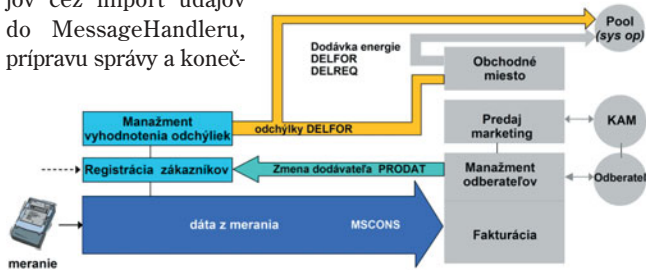 jov cez import údajov
do MessageHandleru,
prípravu správy a koneč-
Pool
(sys op)
Dodávka energie
DELFOR
DELREQ
Obchodné
miesto
Manažment
vyhodnotenia odchýliek
odchýlky DELFOR
Predaj
marketing
KAM
Registrácia zákazníkov
Zmena dodávateľa PRODAT
Manažment
odberateľov
Odberateľ
dáta z merania
MSCONS
Fakturácia
meranie